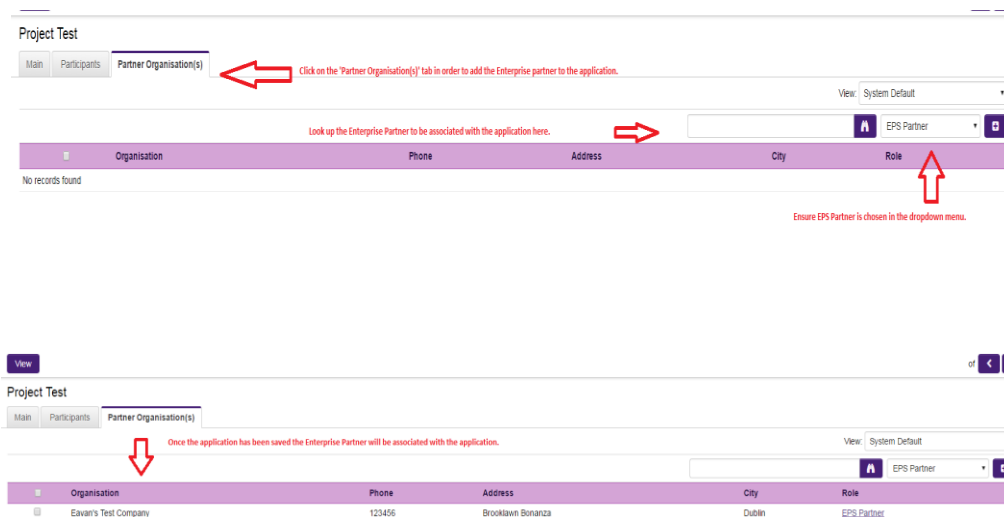 Project Test
Main Participants Partner Organisation(s)
Click on the 'Partner Organisation(s)' tab in order to add the Enterprise partner to the application.
View: System Default
Look up the Enterprise Partner to be associated with the application here.
EPS Partner
Organisation Phone Address City Role
No records found
Ensure EPS Partner is chosen in the dropdown menu.
View
of
Project Test
Main Participants Partner Organisation(s)
Once the application has been saved the Enterprise Partner will be associated with the application.
View: System Default
EPS Partner
Organisation Phone Address City Role
Eavan's Test Company 123456 Brooklawn Bonanza Dublin EPS Partner